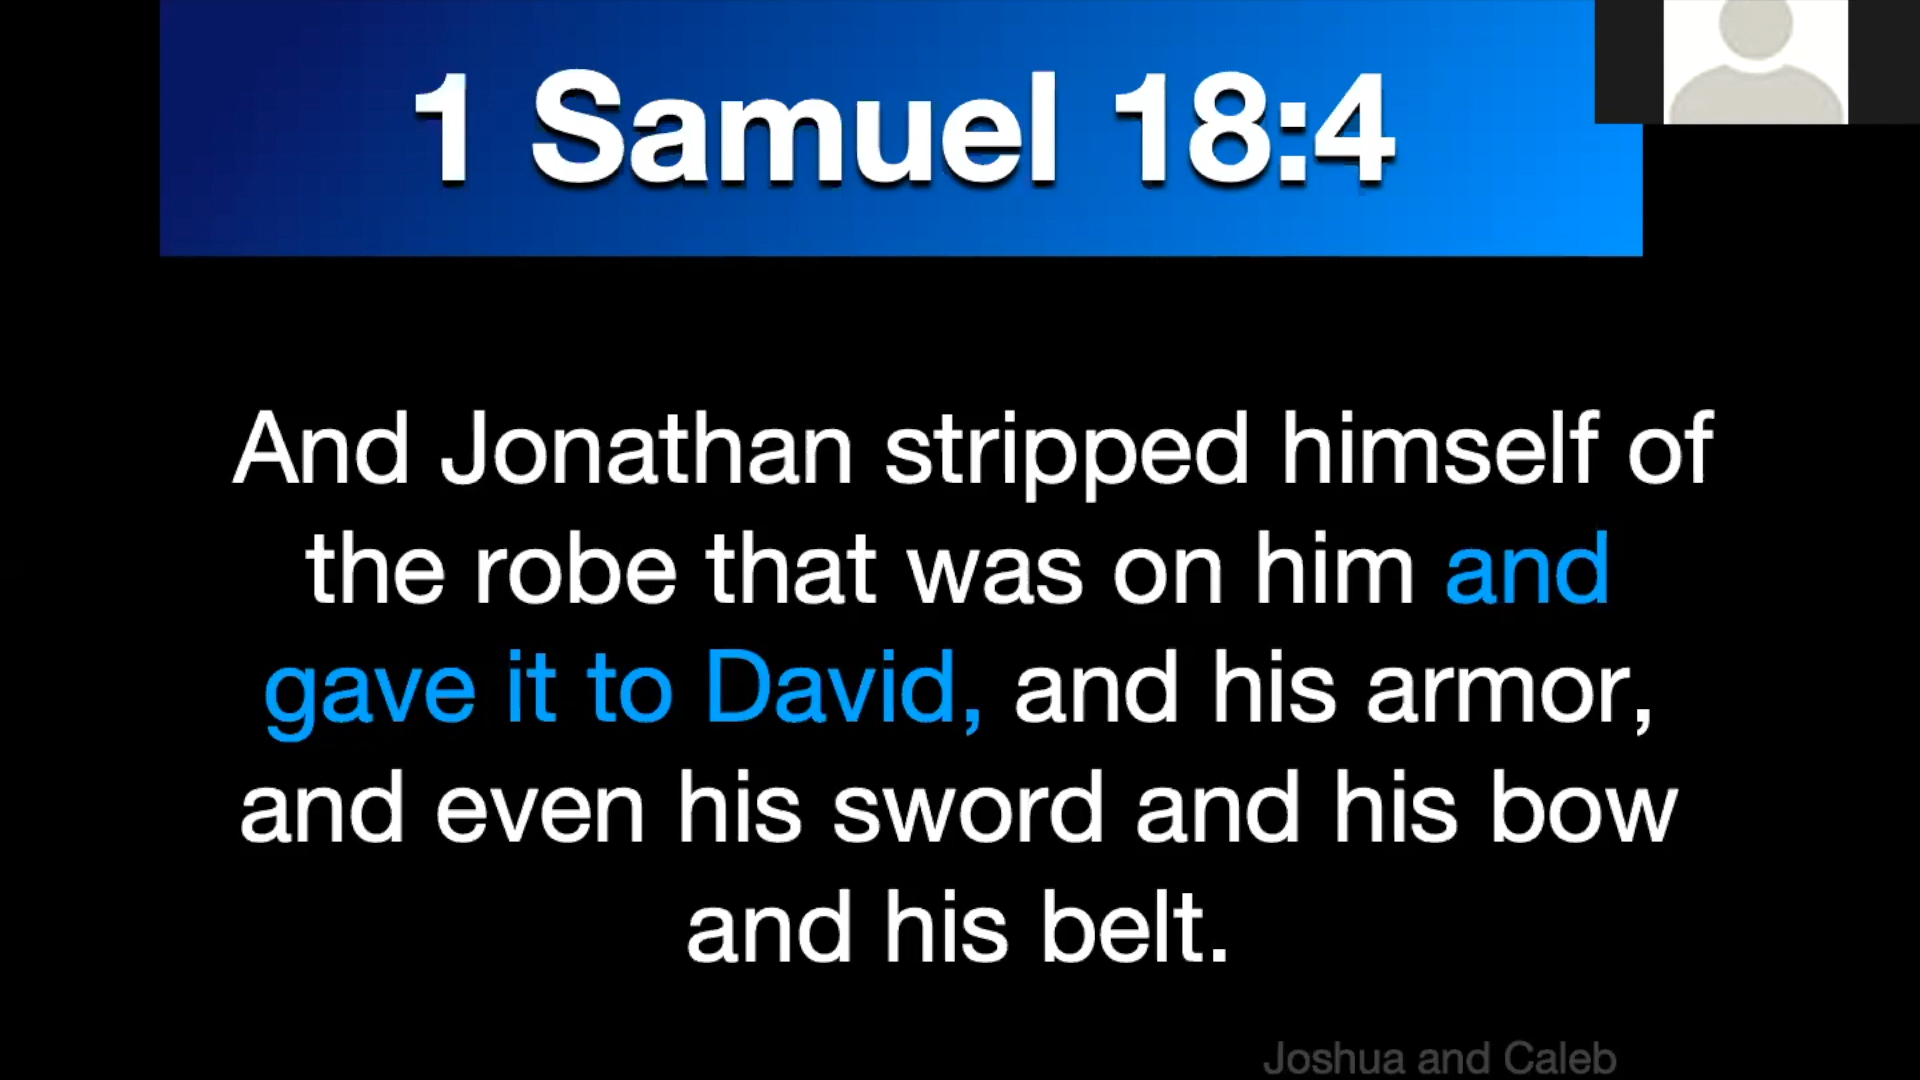 1 Samuel 18:4
And Jonathan stripped himself of
the robe that was on him and
gave it to David, and his armor,
and even his sword and his bow
and his belt.
Joshua and Caleb